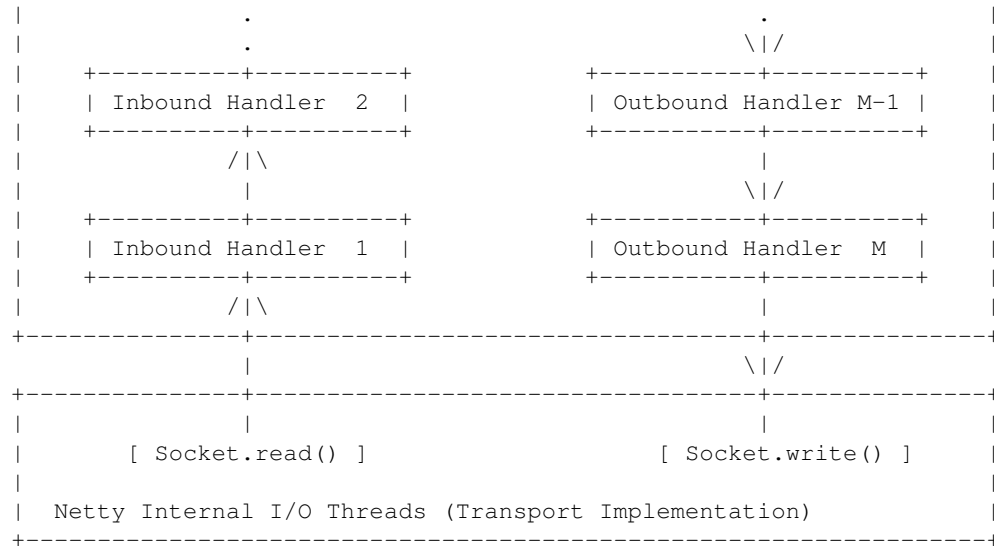 |               .                                   .               |
|               .                                  \|/              |
|    +----------+----------+            +-----------+----------+    |
|    | Inbound Handler  2  |            | Outbound Handler M-1 |    |
|    +----------+----------+            +-----------+----------+    |
|              /|\                                  |               |
|               |                                  \|/              |
|    +----------+----------+            +-----------+----------+    |
|    | Inbound Handler  1  |            | Outbound Handler  M  |    |
|    +----------+----------+            +-----------+----------+    |
|              /|\                                  |               |
+---------------+-----------------------------------+---------------+
                |                                  \|/
+---------------+-----------------------------------+---------------+
|               |                                   |               |
|       [ Socket.read() ]                    [ Socket.write() ]     |
|                                                                   |
|  Netty Internal I/O Threads (Transport Implementation)            |
+-------------------------------------------------------------------+